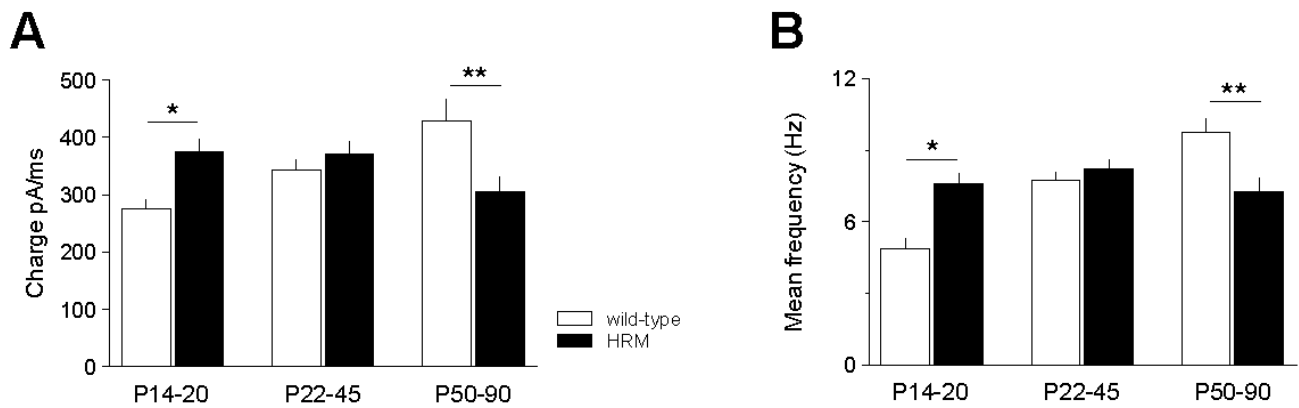 A
Charge pA/ms
500
400
300
200
100
0
*
**
P14-20
P22-45
P50-90
wild-type
HRM
B
Mean frequency (Hz)
12
6
0
*
**
P14-20
P22-45
P50-90